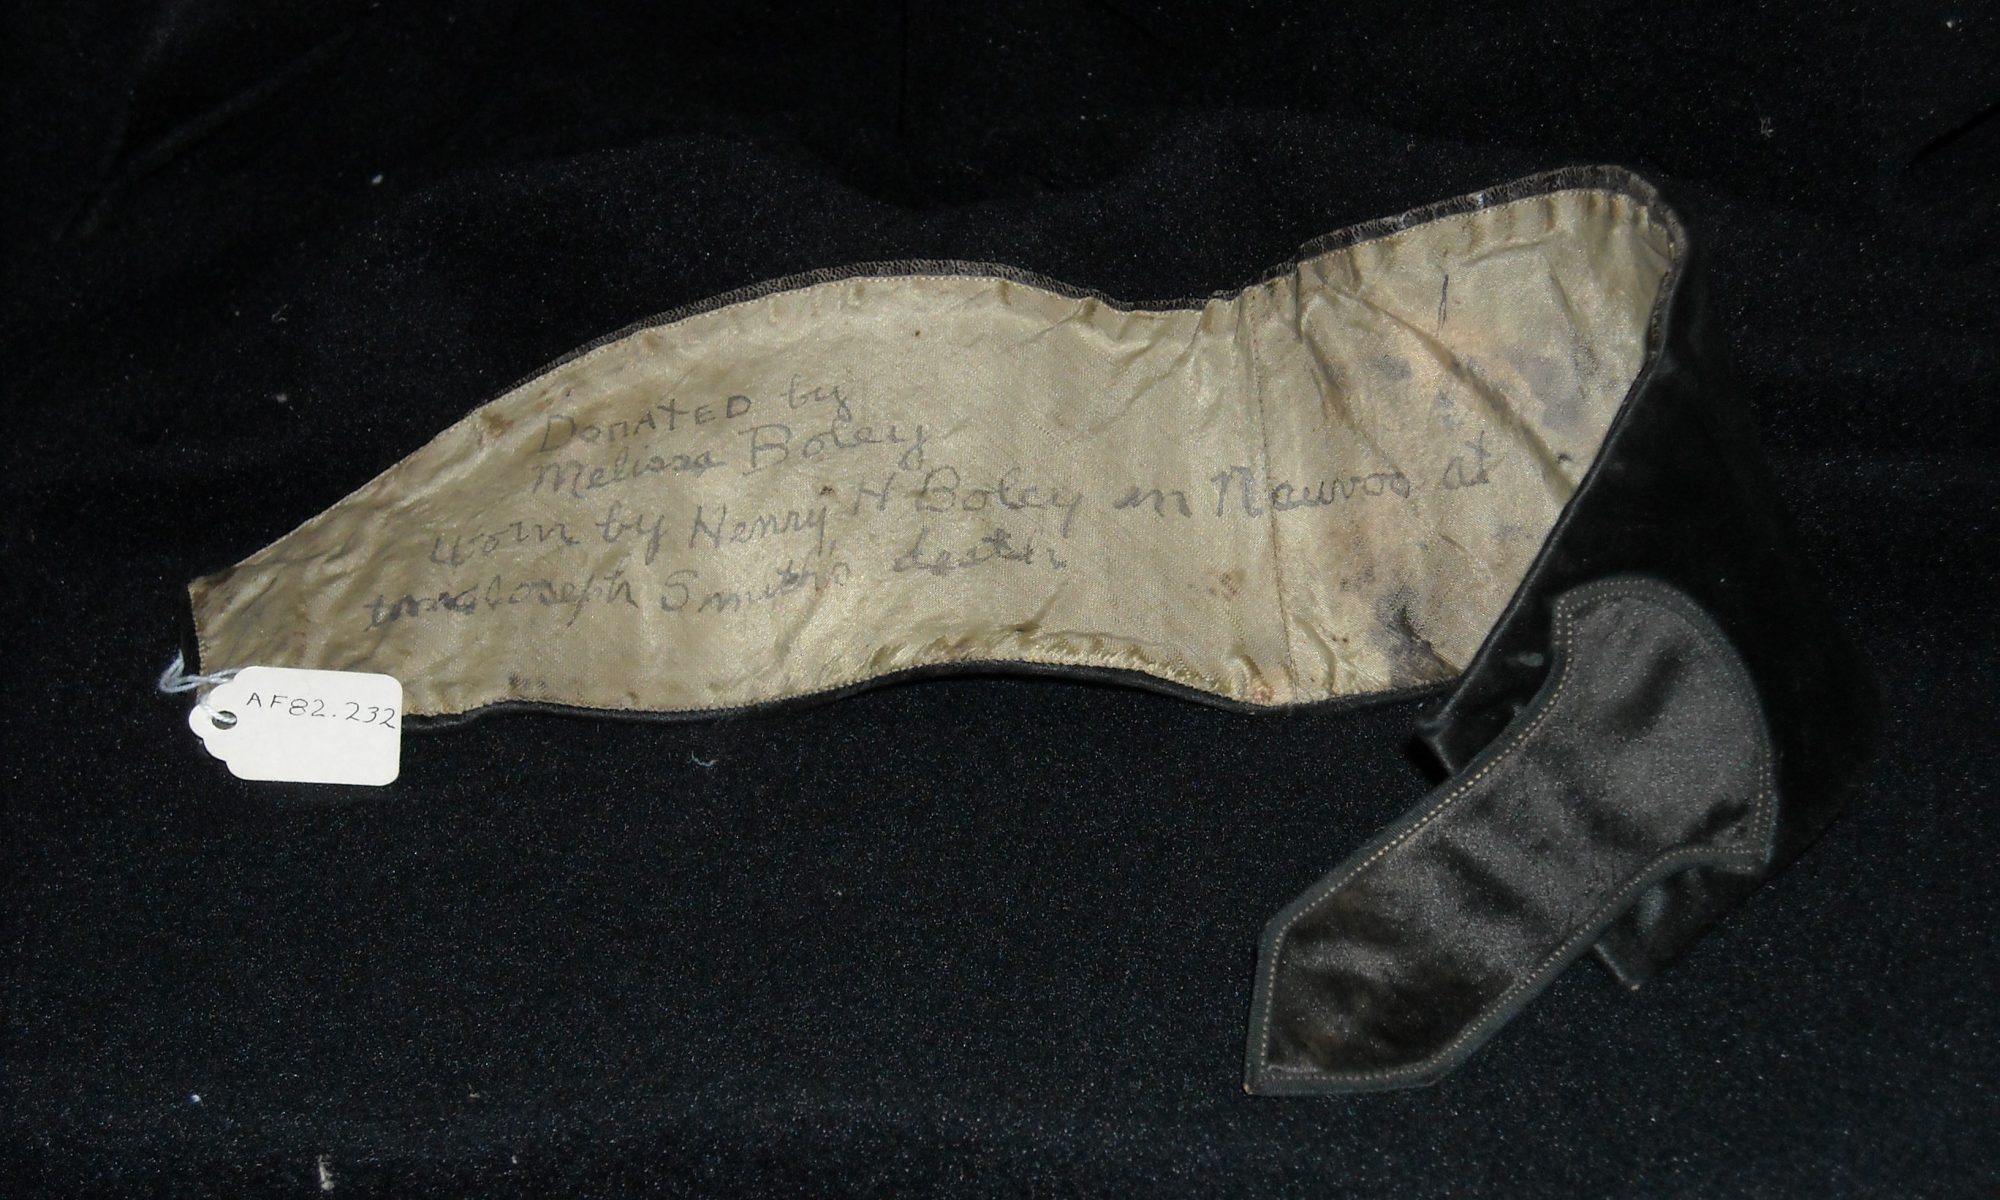 DONATED by
Melissa Boley
Worn by Henry H Boley in Nauvoo at
time Joseph Smith's death
AF82.232